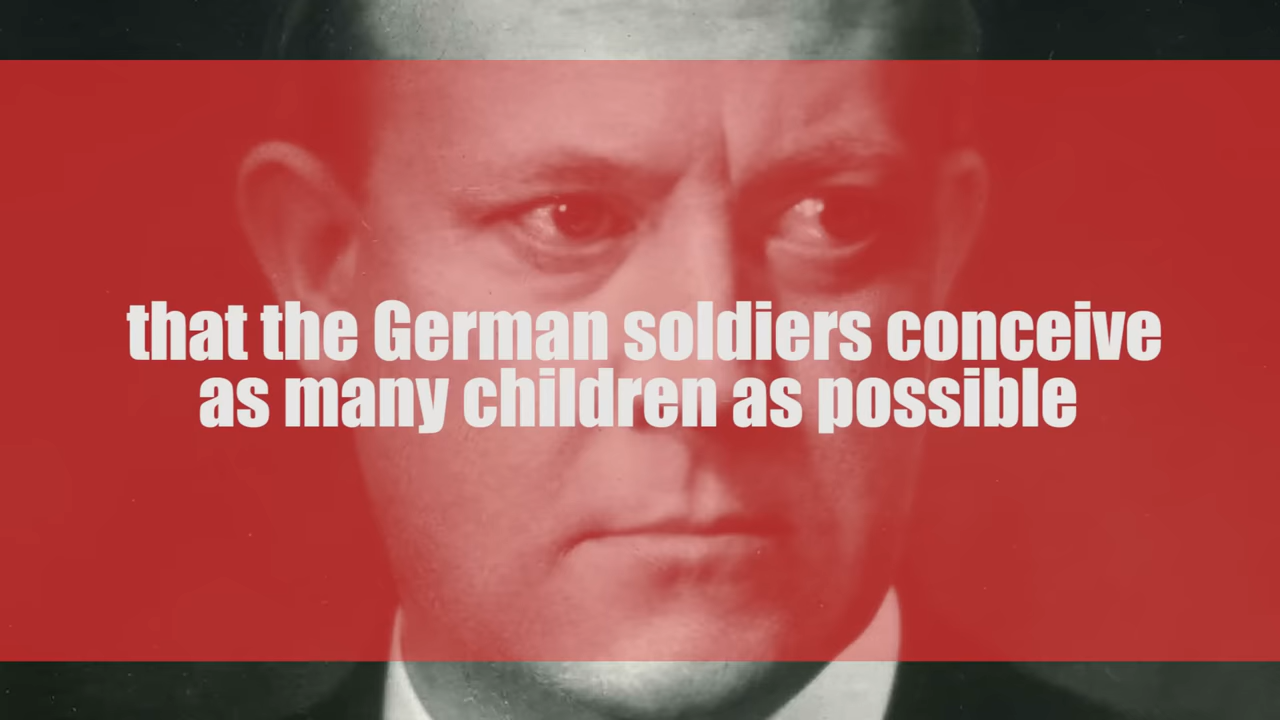 that the German soldiers conceive
as many children as possible